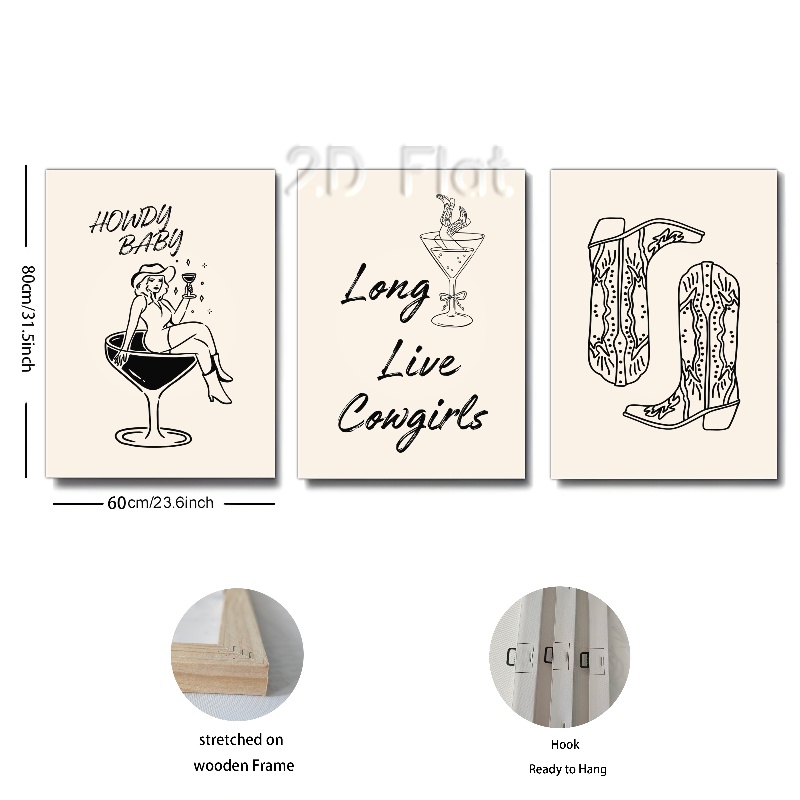 2D Flat
HOWDY
BABY
Long
Live
Cowgirls
80cm/31.5inch
60cm/23.6inch
stretched on
wooden Frame
Hook
Ready to Hang